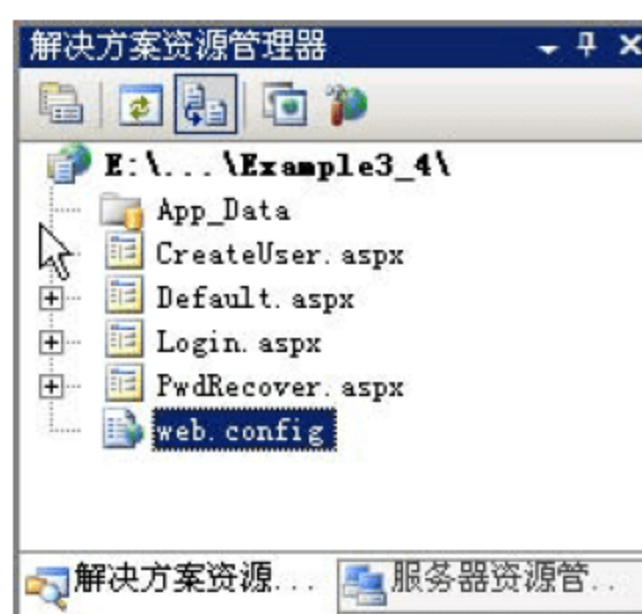 解决方案资源管理器
E:\...\Example3_4\
App_Data
CreateUser.aspx
Default.aspx
Login.aspx
PwdRecover.aspx
web.config
解决方案资源... 服务器资源管..